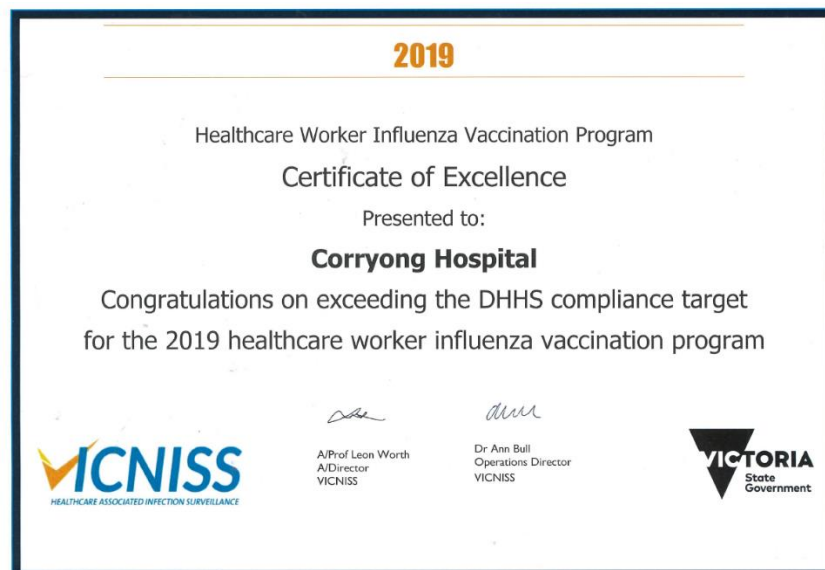 2019
Healthcare Worker Influenza Vaccination Program
Certificate of Excellence
Presented to:
Corryong Hospital
Congratulations on exceeding the DHHS compliance target
for the 2019 healthcare worker influenza vaccination program
A/Prof Leon Worth
A/Director
VICNISS
Dr Ann Bull
Operations Director
VICNISS
VICNISS
HEALTHCARE ASSOCIATED INFECTION SURVEILLANCE
VICTORIA
State
Government